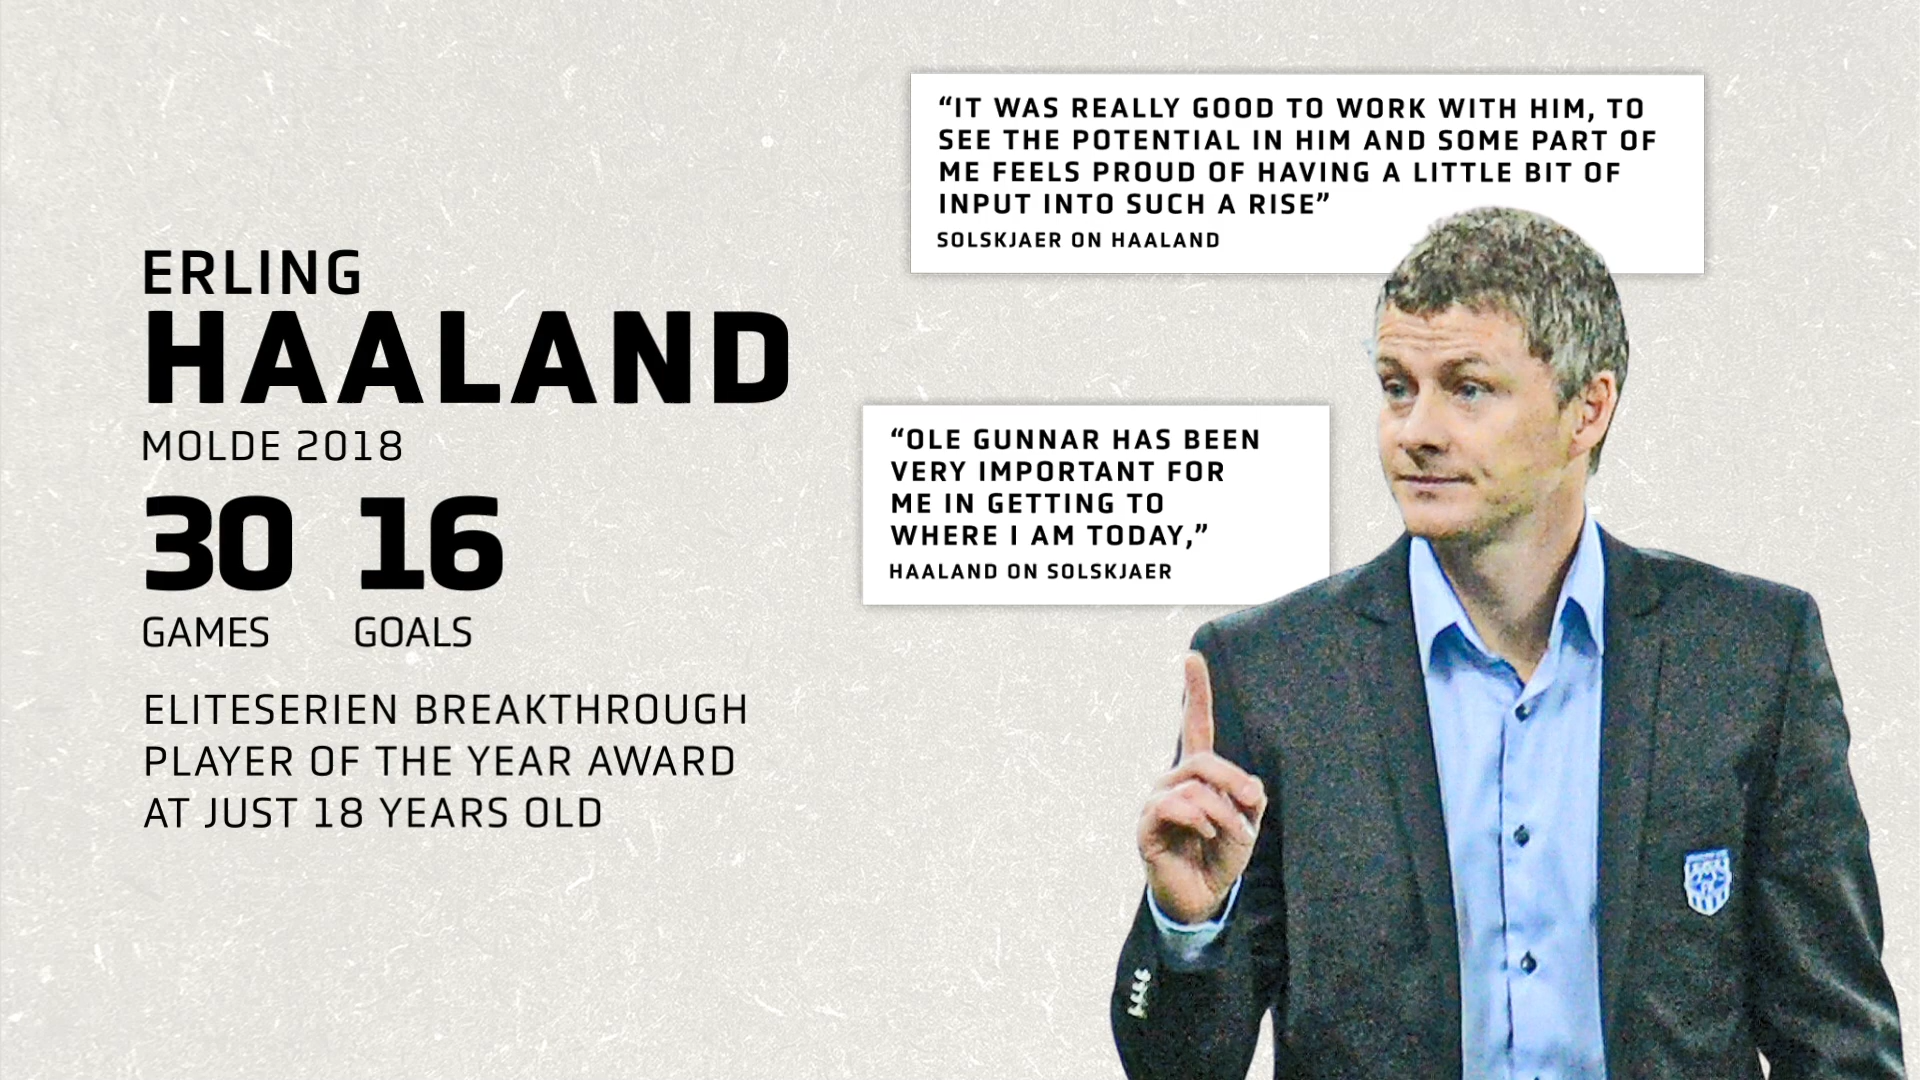 ERLING
HAALAND
MOLDE 2018
30 16
GAMES GOALS
ELITESERIEN BREAKTHROUGH
PLAYER OF THE YEAR AWARD
AT JUST 18 YEARS OLD
“IT WAS REALLY GOOD TO WORK WITH HIM, TO
SEE THE POTENTIAL IN HIM AND SOME PART OF
ME FEELS PROUD OF HAVING A LITTLE BIT OF
INPUT INTO SUCH A RISE”
SOLSKJAER ON HAALAND
“OLE GUNNAR HAS BEEN
VERY IMPORTANT FOR
ME IN GETTING TO
WHERE I AM TODAY,”
HAALAND ON SOLSKJAER